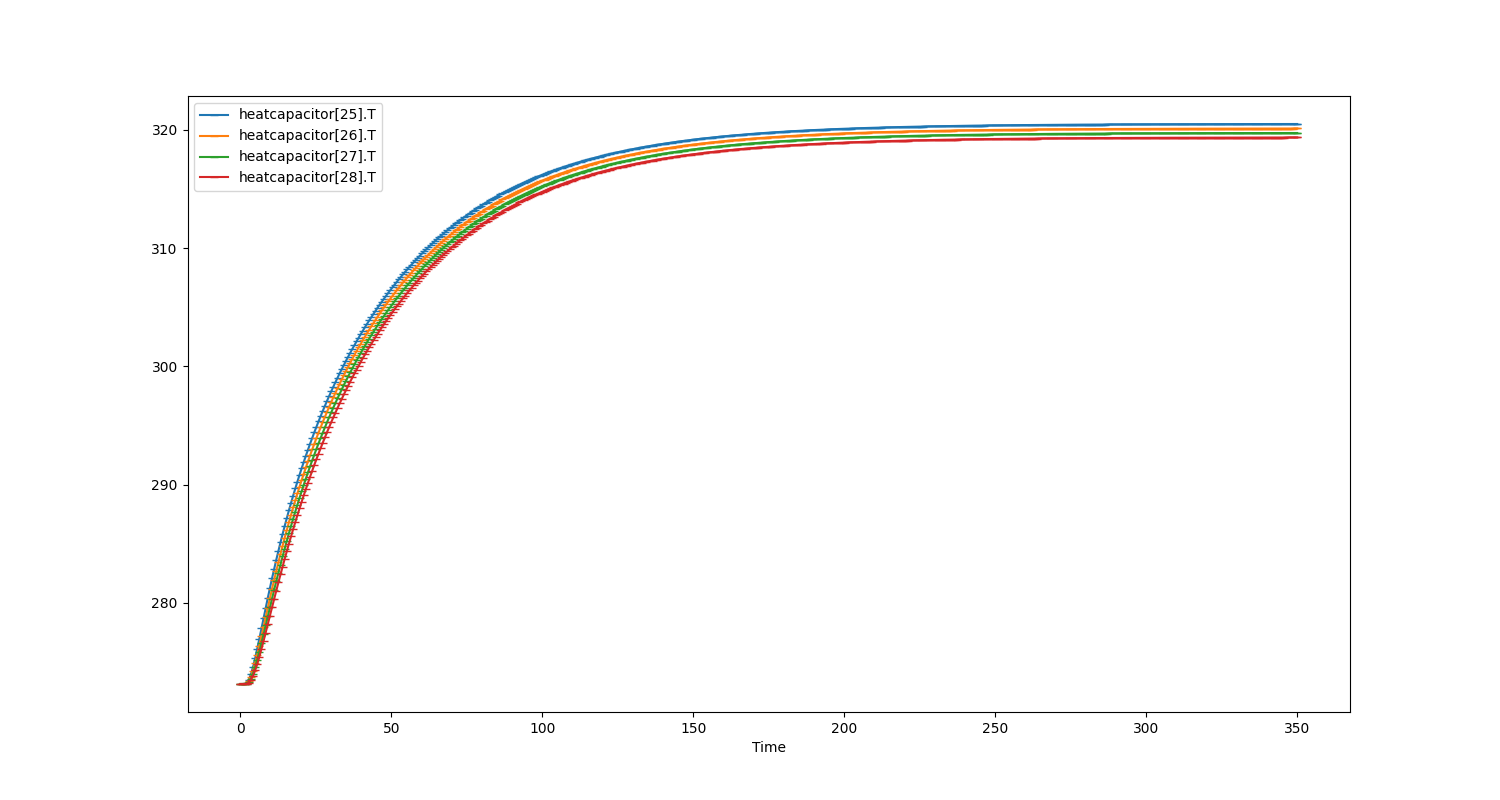 heatcapacitor[25].T
heatcapacitor[26].T
heatcapacitor[27].T
heatcapacitor[28].T
320
310
300
290
280
0 50 100 150 200 250 300 350
Time